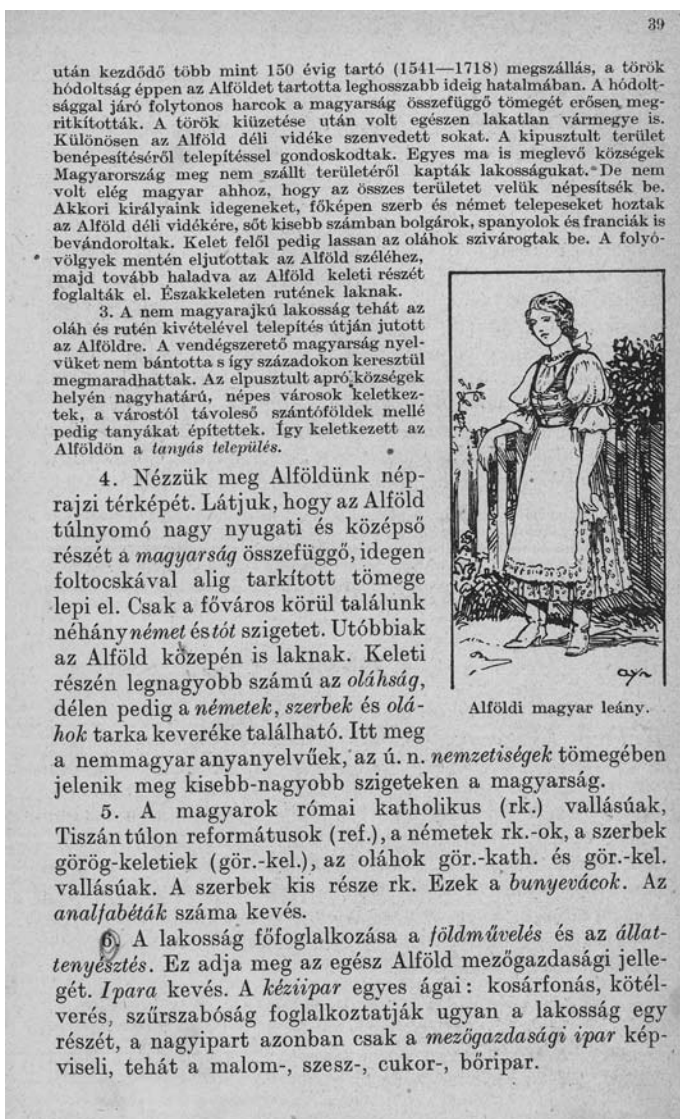 39
után kezdődő több mint 150 évig tartó (1541—1718) megszállás, a török
hódoltság éppen az Alföldet tartotta leghosszabb ideig hatalmában. A hódolt-
sággal járó folytonos harcok a magyarság összefüggő tömegét erősen meg-
ritkították. A török kiűzetése után volt egészen lakatlan vármegye is.
Különösen az Alföld déli vidéke szenvedett sokat. A kipusztult terület
benépesítéséről telepítéssel gondoskodtak. Egyes ma is meglevő községek
Magyarország meg nem szállt területéről kapták lakosságukat. De nem
volt elég magyar ahhoz, hogy az összes területet velük népesítsék be.
Akkori királyaink idegeneket, főképen szerb és német telepeseket hoztak
az Alföld déli vidékére, sőt kisebb számban bolgárok, spanyolok és franciák is
bevándoroltak. Kelet felől pedig lassan az oláhok szivárogtak be. A folyó-
völgyek mentén eljutottak az Alföld széléhez,
majd tovább haladva az Alföld keleti részét
foglalták el. Északkeleten rutének laknak.
3. A nem magyarajkú lakosság tehát az
oláh és rutén kivételével telepítés útján jutott
az Alföldre. A vendégszerető magyarság nyel-
vüket nem bántotta s így századokon keresztül
megmaradhattak. Az elpusztult apró községek
helyén nagyhatárú, népes városok keletkez-
tek, a várostól távoleső szántóföldek mellé
pedig tanyákat építettek. Így keletkezett az
Alföldön a tanyás település.
4. Nézzük meg Alföldünk nép-
rajzi térképét. Látjuk, hogy az Alföld
túlnyomó nagy nyugati és középső
részét a magyarság összefüggő, idegen
foltocskával alig tarkított tömege
lepi el. Csak a főváros körül találunk
néhány német és tót szigetet. Utóbbiak
az Alföld közepén is laknak. Keleti
részén legnagyobb számú az oláhság,
délen pedig a németek, szerbek és olá-
hok tarka keveréke található. Itt meg
a nemmagyar anyanyelvűek, az ú. n. nemzetiségek tömegében
jelenik meg kisebb-nagyobb szigeteken a magyarság.
Alföldi magyar leány.
5. A magyarok római katholikus (rk.) vallásúak,
Tiszántúlon reformátusok (ref.), a németek rk.-ok, a szerbek
görög-keletiek (gör.-kel.), az oláhok gör.-kath. és gör.-kel.
vallásúak. A szerbek kis része rk. Ezek a bunyevácok. Az
analfabéták száma kevés.
6. A lakosság főfoglalkozása a földművelés és az állat-
tenyésztés. Ez adja meg az egész Alföld mezőgazdasági jelle-
gét. Ipara kevés. A kéziipar egyes ágai: kosárfonás, kötél-
verés, szűrszabóság foglalkoztatják ugyan a lakosság egy
részét, a nagyipart azonban csak a mezőgazdasági ipar kép-
viseli, tehát a malom-, szesz-, cukor-, bőripar.